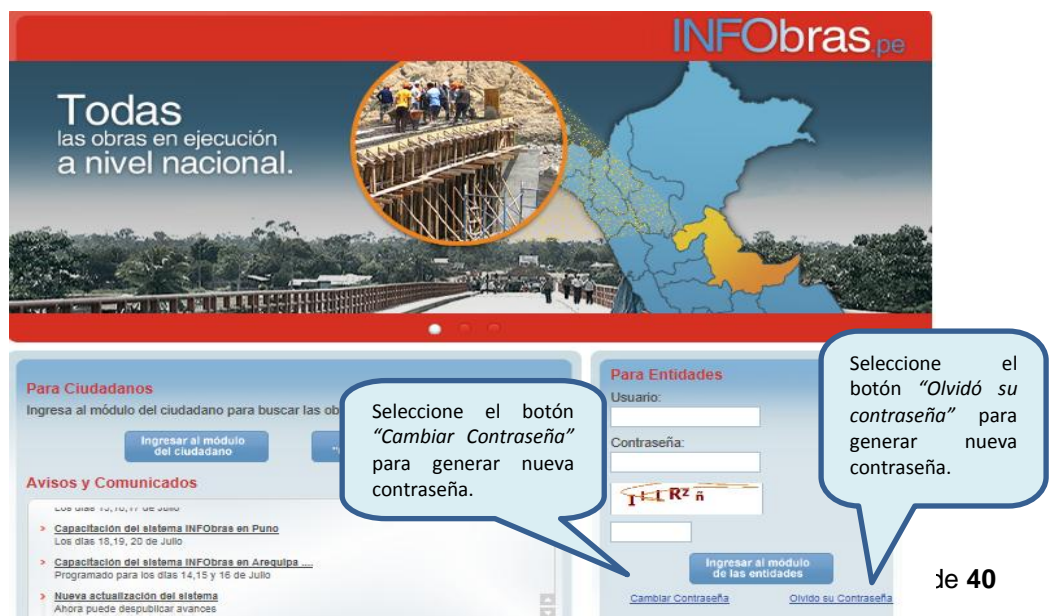 INFObras.pe
Todas
las obras en ejecución
a nivel nacional.
Para Ciudadanos
Ingresa al módulo del ciudadano para buscar las
Ingresar al módulo
del ciudadano
Avisos y Comunicados
Capacitación del sistema INFObras en Puno
Los días 18,19, 20 de Julio
Capacitación del sistema INFObras en Arequipa ....
Programado para los días 14,15 y 16 de Julio
Nueva actualización del sistema
Ahora puede despublicar avances
Seleccione el botón
“Cambiar Contraseña”
para generar nueva
contraseña.
Para Entidades
Usuario:
Contraseña:
Ingresar al módulo
de las entidades
Cambiar Contraseña
Olvido su Contraseña
Seleccione el
botón “Olvidó su
contraseña” para
generar nueva
contraseña.
de 40